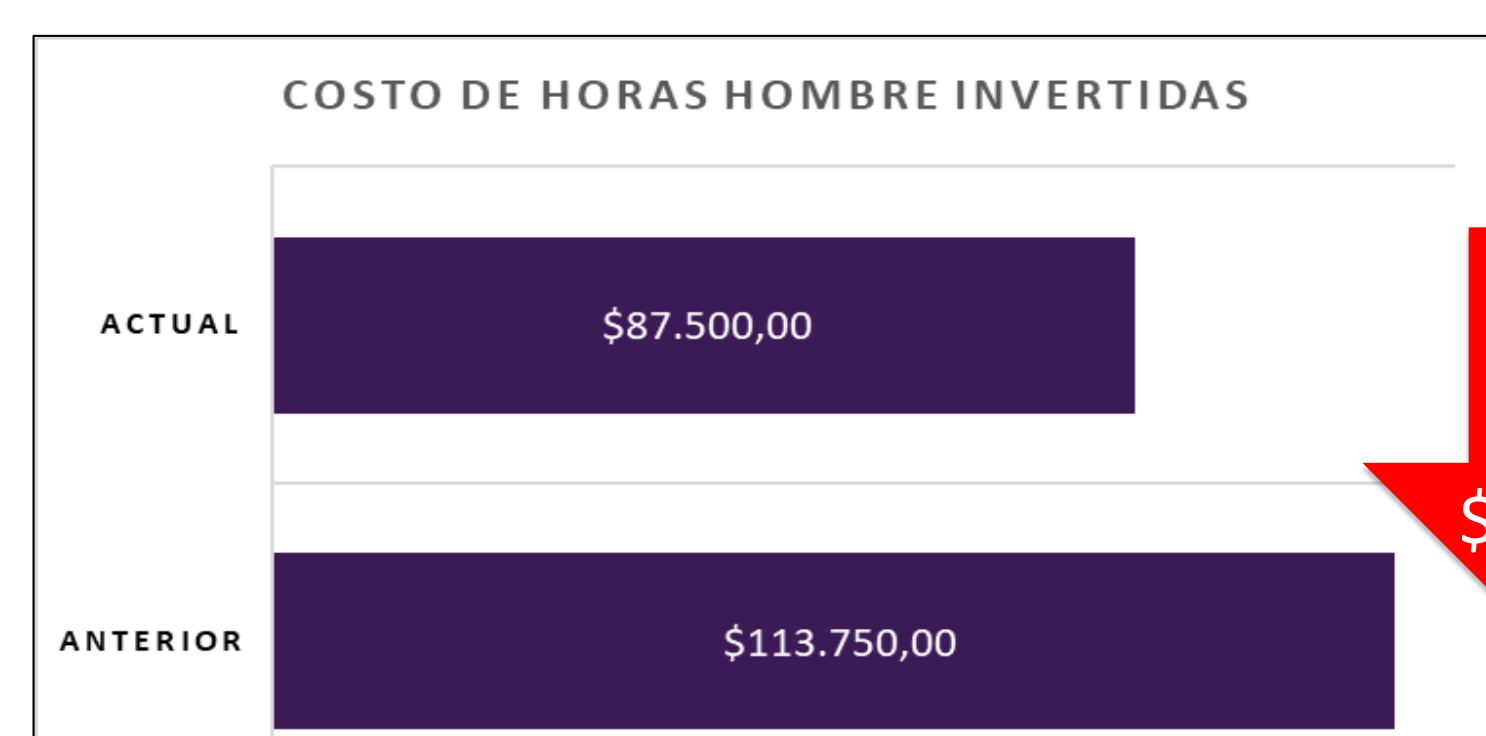 COSTO DE HORAS HOMBRE INVERTIDAS
ACTUAL
$87.500,00
$
ANTERIOR
$113.750,00